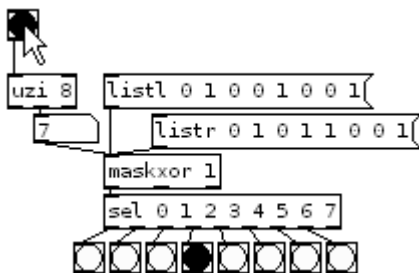 uzi 8
listl 0 1 0 0 1 0 0 1
7
listr 0 1 0 1 1 0 0 1
maskxor 1
sel 0 1 2 3 4 5 6 7